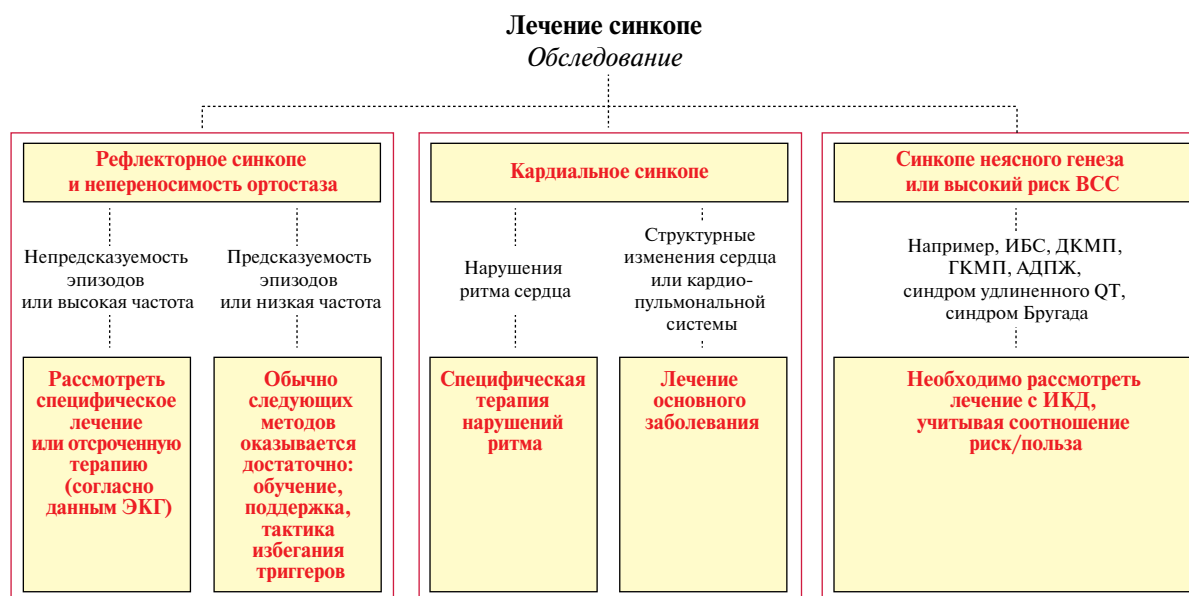 Лечение синкопе
Обследование
Рефлекторное синкопе
и непереносимость ортостаза
Непредсказуемость
эпизодов
или высокая частота
Предсказуемость
эпизодов
или низкая частота
Рассмотреть
специфическое
лечение
или отсроченную
терапию
(согласно
данным ЭКГ)
Обычно
следующих
методов
оказывается
достаточно:
обучение,
поддержка,
тактика
избегания
триггеров
Кардиальное синкопе
Нарушения
ритма сердца
Структурные
изменения сердца
или кардио-
пульмональной
системы
Специфическая
терапия
нарушений
ритма
Лечение
основного
заболевания
Синкопе неясного генеза
или высокий риск ВСС
Например, ИБС, ДКМП,
ГКМП, АДПЖ,
синдром удлиненного QT,
синдром Бругада
Необходимо рассмотреть
лечение с ИКД,
учитывая соотношение
риск/польза